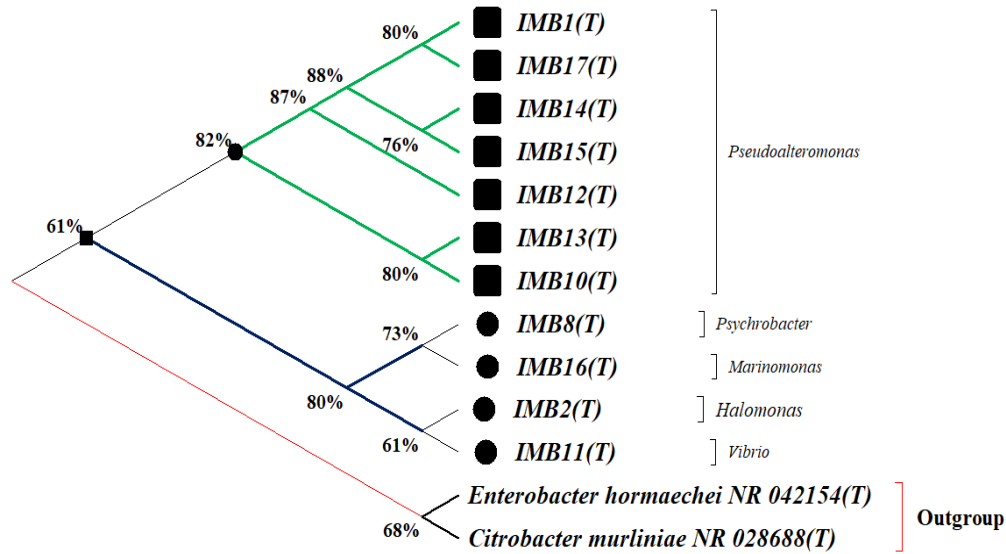 80%
IMB1(T)
IMB17(T)
88%
87%
IMB14(T)
76%
IMB15(T)
Pseudoalteromonas
82%
IMB12(T)
61%
IMB13(T)
80%
IMB10(T)
73%
IMB8(T)
Psychrobacter
IMB16(T)
Marinomonas
80%
IMB2(T)
Halomonas
61%
IMB11(T)
Vibrio
Enterobacter hormaechei NR 042154(T)
68%
Citrobacter murliniae NR 028688(T)
Outgroup